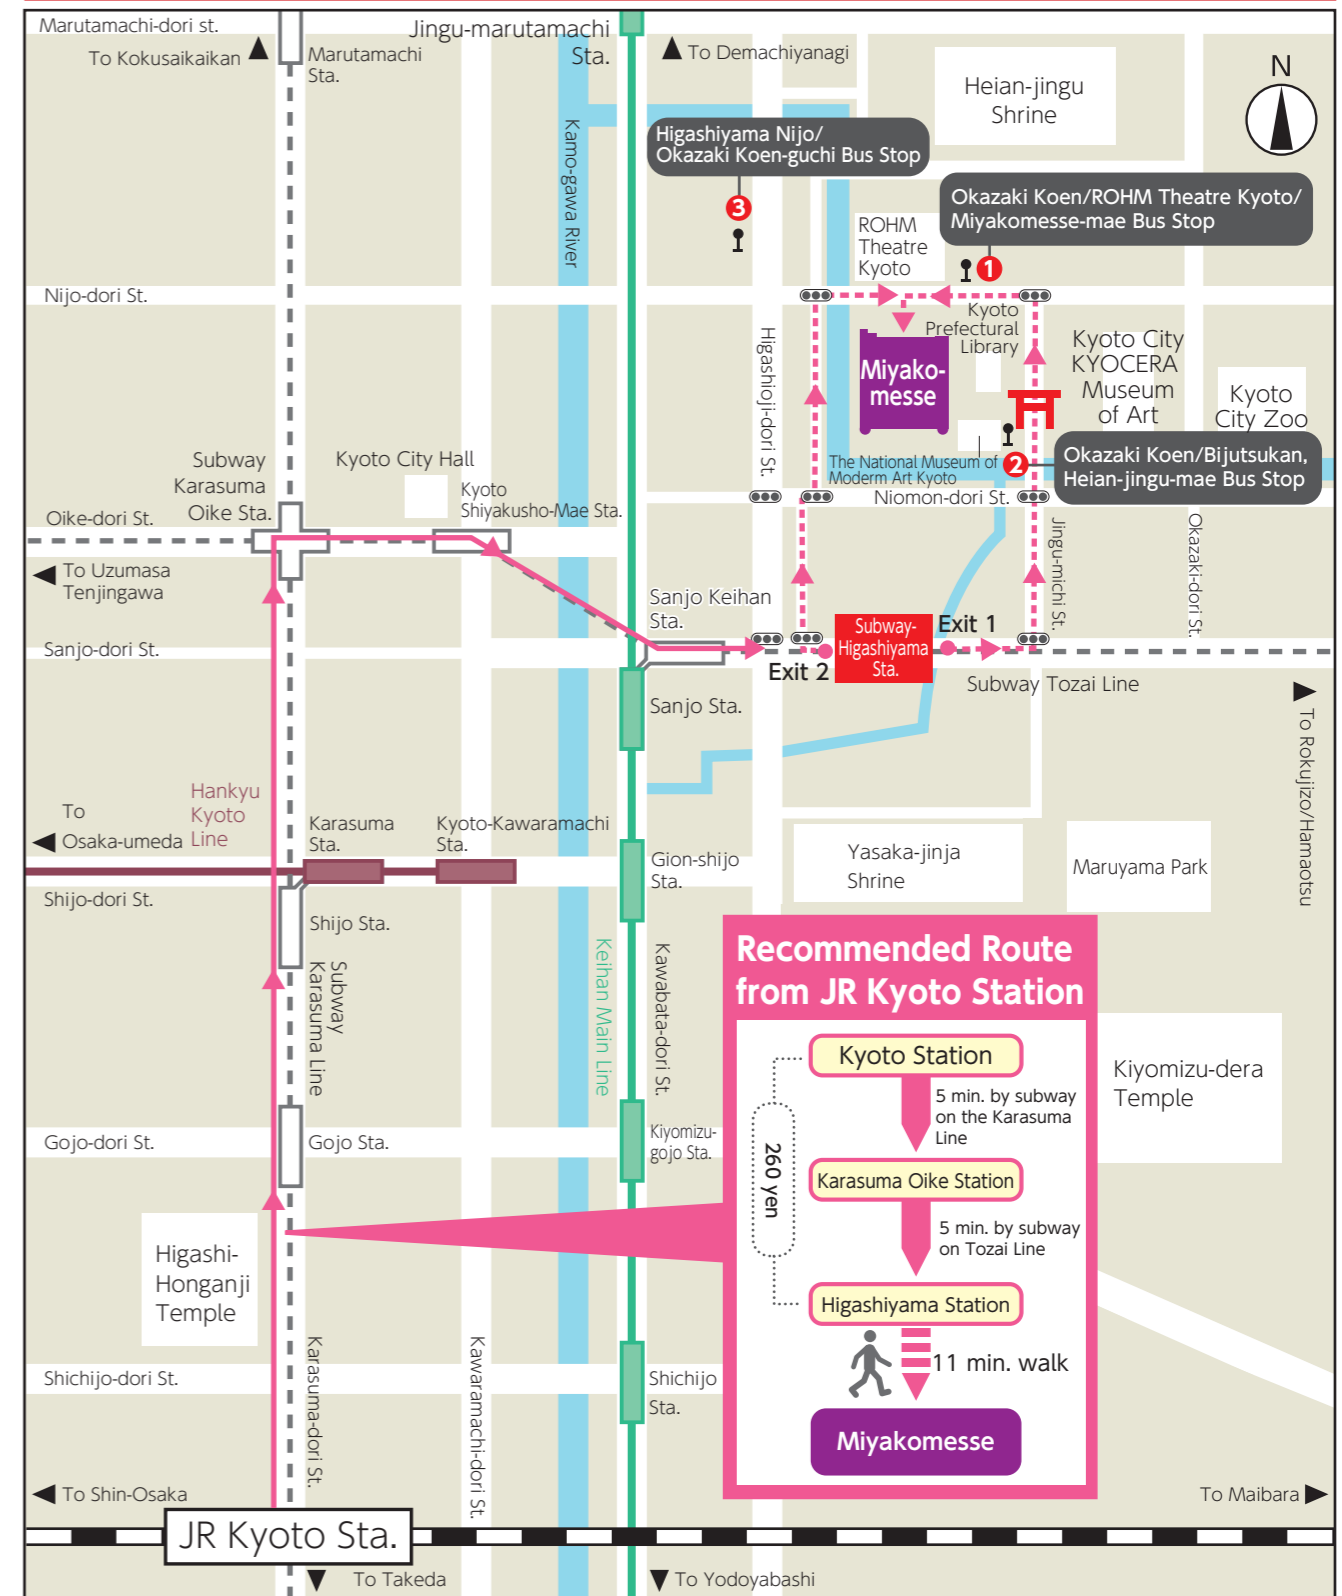 Marutamachi-dori st.
To Kokusaikaikan
Marutamachi
Sta.
Jingu-marutamachi
Sta.
To Demachiyanagi
Heian-jingu
Shrine
N
Kamo-gawa River
Higashiyama Nijo/
Okazaki Koen-guchi Bus Stop
3
Okazaki Koen/ROHM Theatre Kyoto/
Miyakomesse-mae Bus Stop
1
ROHM
Theatre
Kyoto
Nijo-dori St.
Higashioji-dori St.
Kyoto
Prefectural
Library
Miyako-
messe
Kyoto City
KYOCERA
Museum
of Art
Kyoto
City Zoo
The National Museum of
Moderm Art Kyoto
2
Okazaki Koen/Bijutsukan,
Heian-jingu-mae Bus Stop
Niomon-dori St.
Subway
Karasuma
Oike Sta.
Kyoto City Hall
Kyoto
Shiyakusho-Mae Sta.
Oike-dori St.
To Uzumasa
Tenjingawa
Jingu-michi St.
Okazaki-dori St.
Sanjo Keihan
Sta.
Sanjo-dori St.
Exit 2
Subway-
Higashiyama
Sta.
Exit 1
Subway Tozai Line
Sanjo Sta.
To Rokujizo/Hamaotsu
To
Osaka-umeda
Hankyu
Kyoto
Line
Karasuma
Sta.
Kyoto-Kawaramachi
Sta.
Gion-shijo
Sta.
Yasaka-jinja
Shrine
Maruyama Park
Shijo-dori St.
Shijo Sta.
Subway
Karasuma Line
Keihan Main Line
Kawabata-dori St.
Recommended Route
from JR Kyoto Station
Kyoto Station
5 min. by subway
on the Karasuma
Line
260 yen
Karasuma Oike Station
5 min. by subway
on Tozai Line
Higashiyama Station
11 min. walk
Miyakomesse
Kiyomizu-dera
Temple
Gojo-dori St.
Gojo Sta.
Kiyomizu-
gojo Sta.
Higashi-
Honganji
Temple
Shichijo-dori St.
Karasuma-dori St.
Kawaramachi-dori St.
Shichijo
Sta.
To Shin-Osaka
To Maibara
JR Kyoto Sta.
To Takeda
To Yodoyabashi